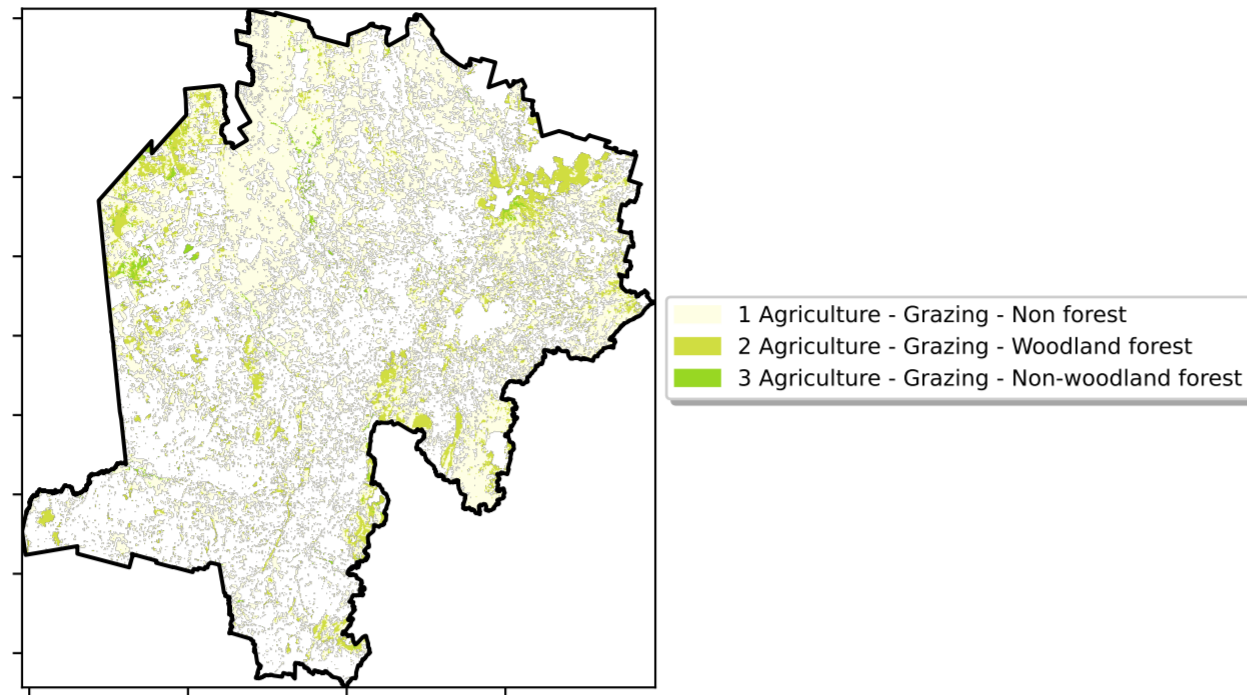 1 Agriculture - Grazing - Non forest
2 Agriculture - Grazing - Woodland forest
3 Agriculture - Grazing - Non-woodland forest